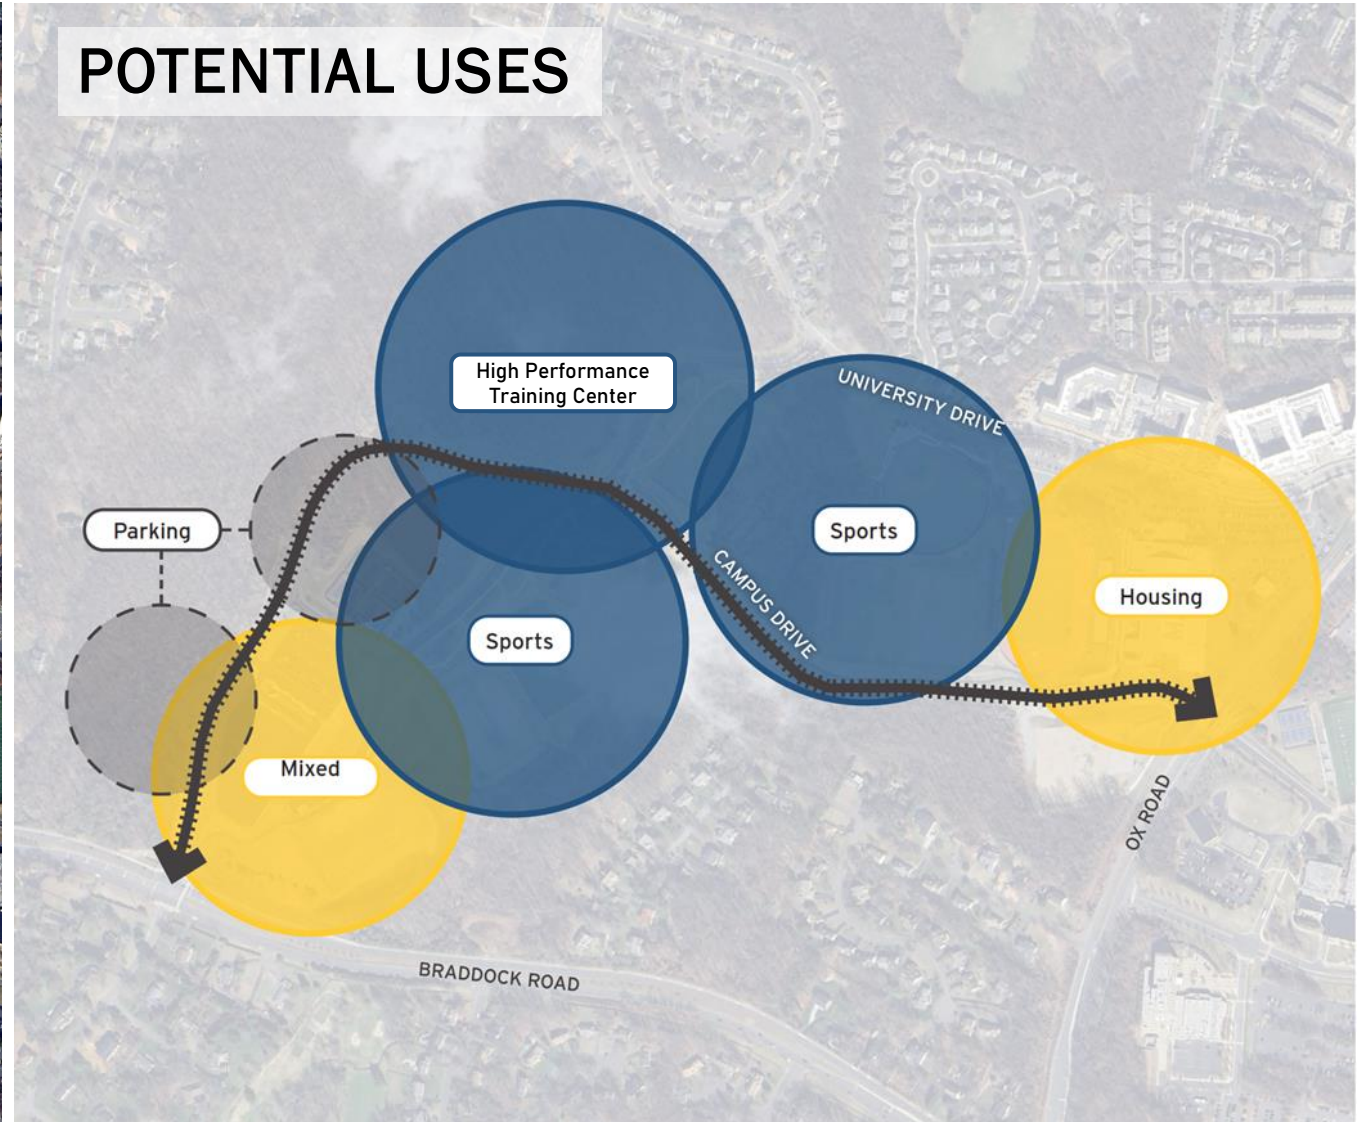 POTENTIAL USES
High Performance
Training Center
UNIVERSITY DRIVE
Parking
Sports
CAMPUS DRIVE
Housing
Sports
Mixed
OX ROAD
BRADDOCK ROAD